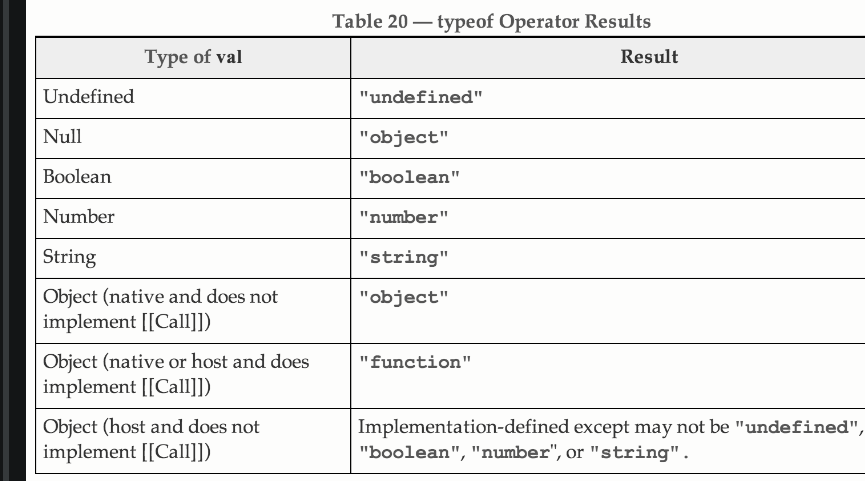 Table 20 — typeof Operator Results
Type of val
Result
Undefined
"undefined"
Null
"object"
Boolean
"boolean"
Number
"number"
String
"string"
Object (native and does not
implement [[Call]])
"object"
Object (native or host and does
implement [[Call]])
"function"
Object (host and does not
implement [[Call]])
Implementation-defined except may not be "undefined",
"boolean", "number", or "string".